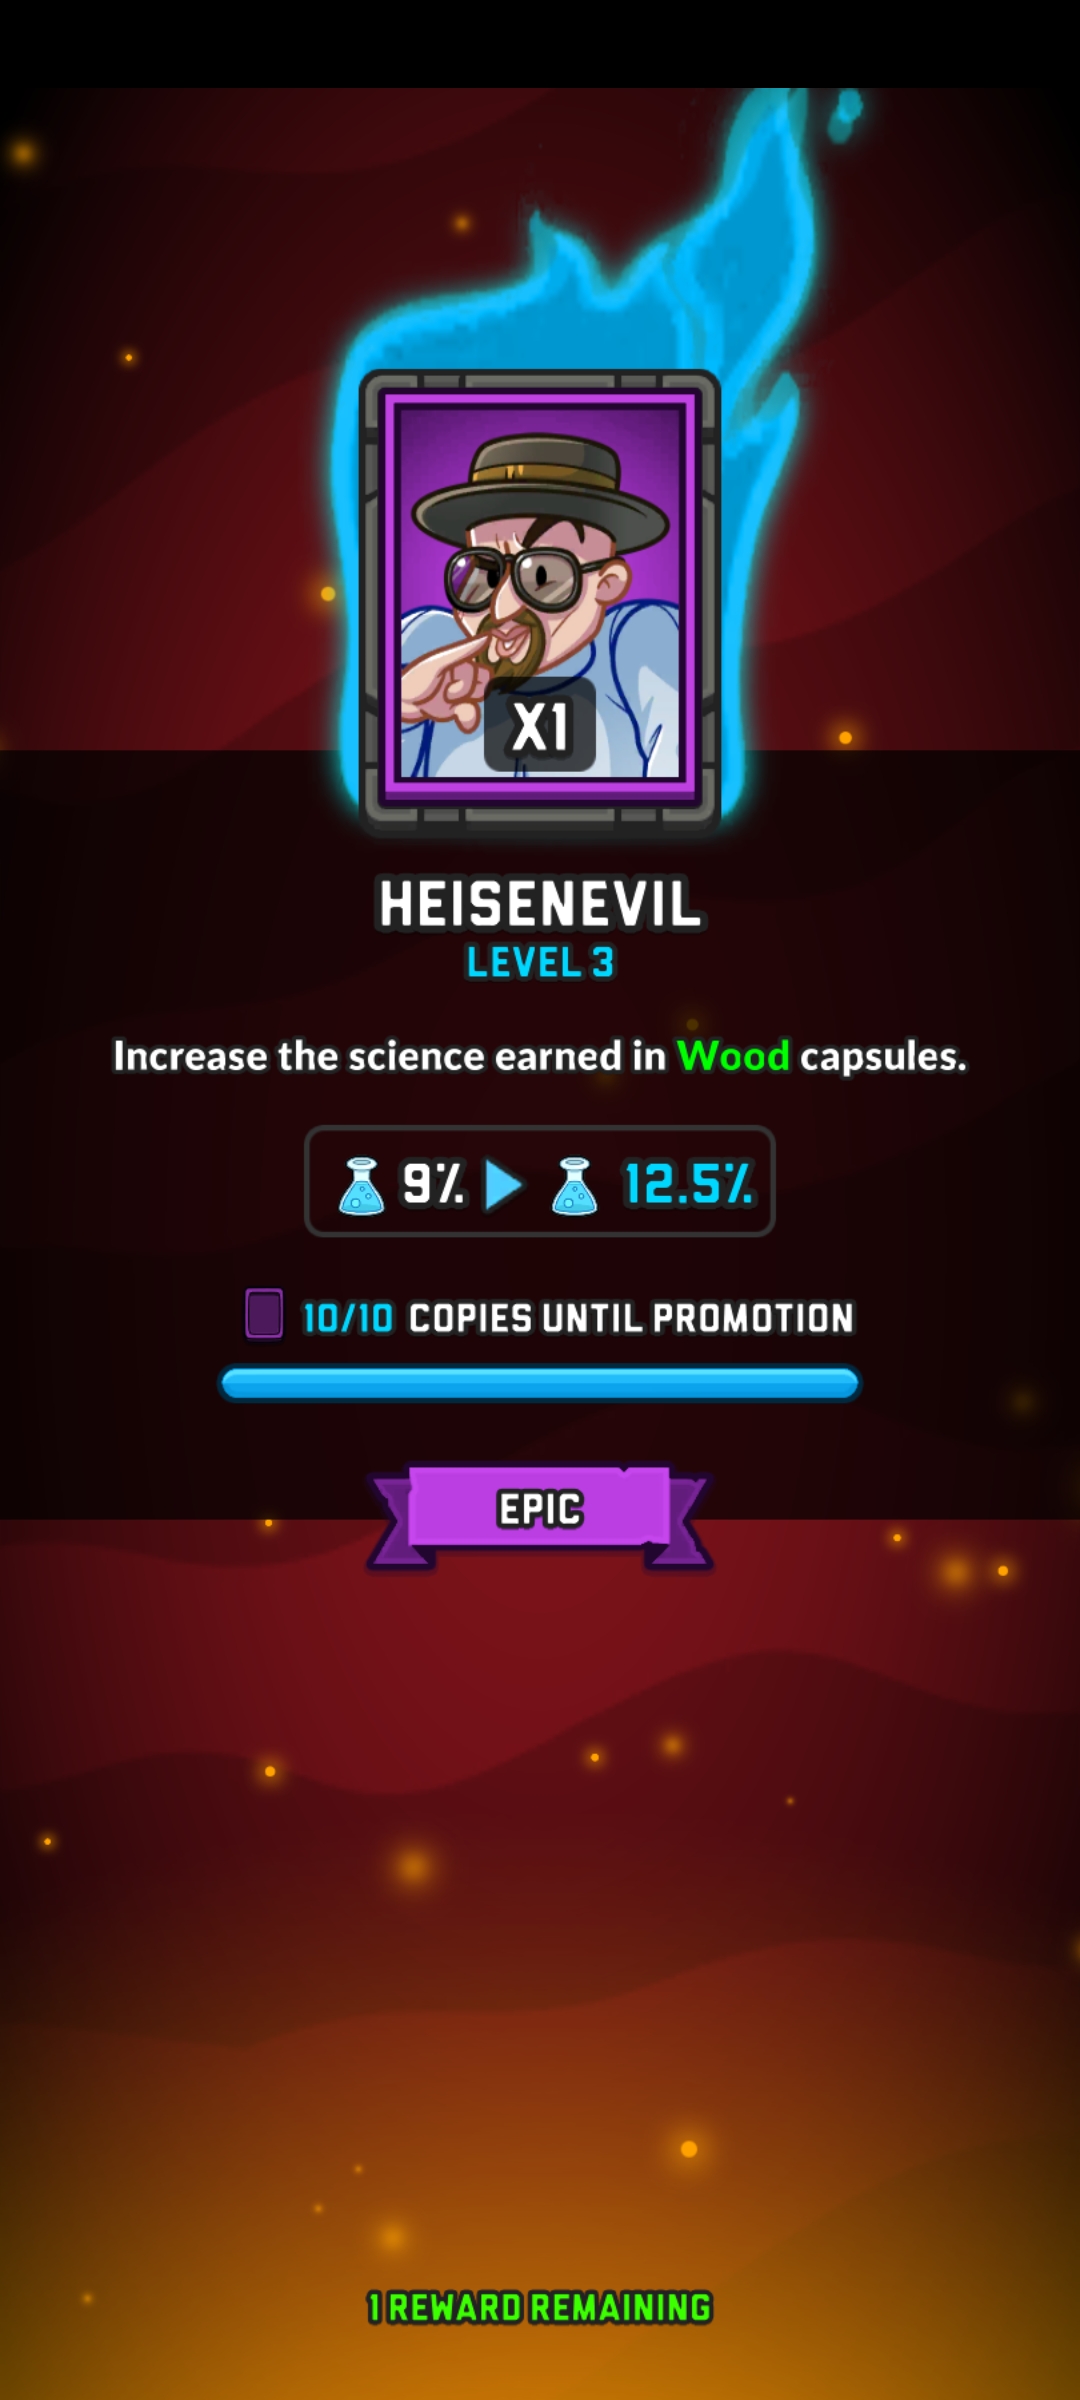 X1
HEISENEVIL
LEVEL 3
Increase the science earned in Wood capsules.
9% 12.5%
10/10 COPIES UNTIL PROMOTION
EPIC
1 REWARD REMAINING